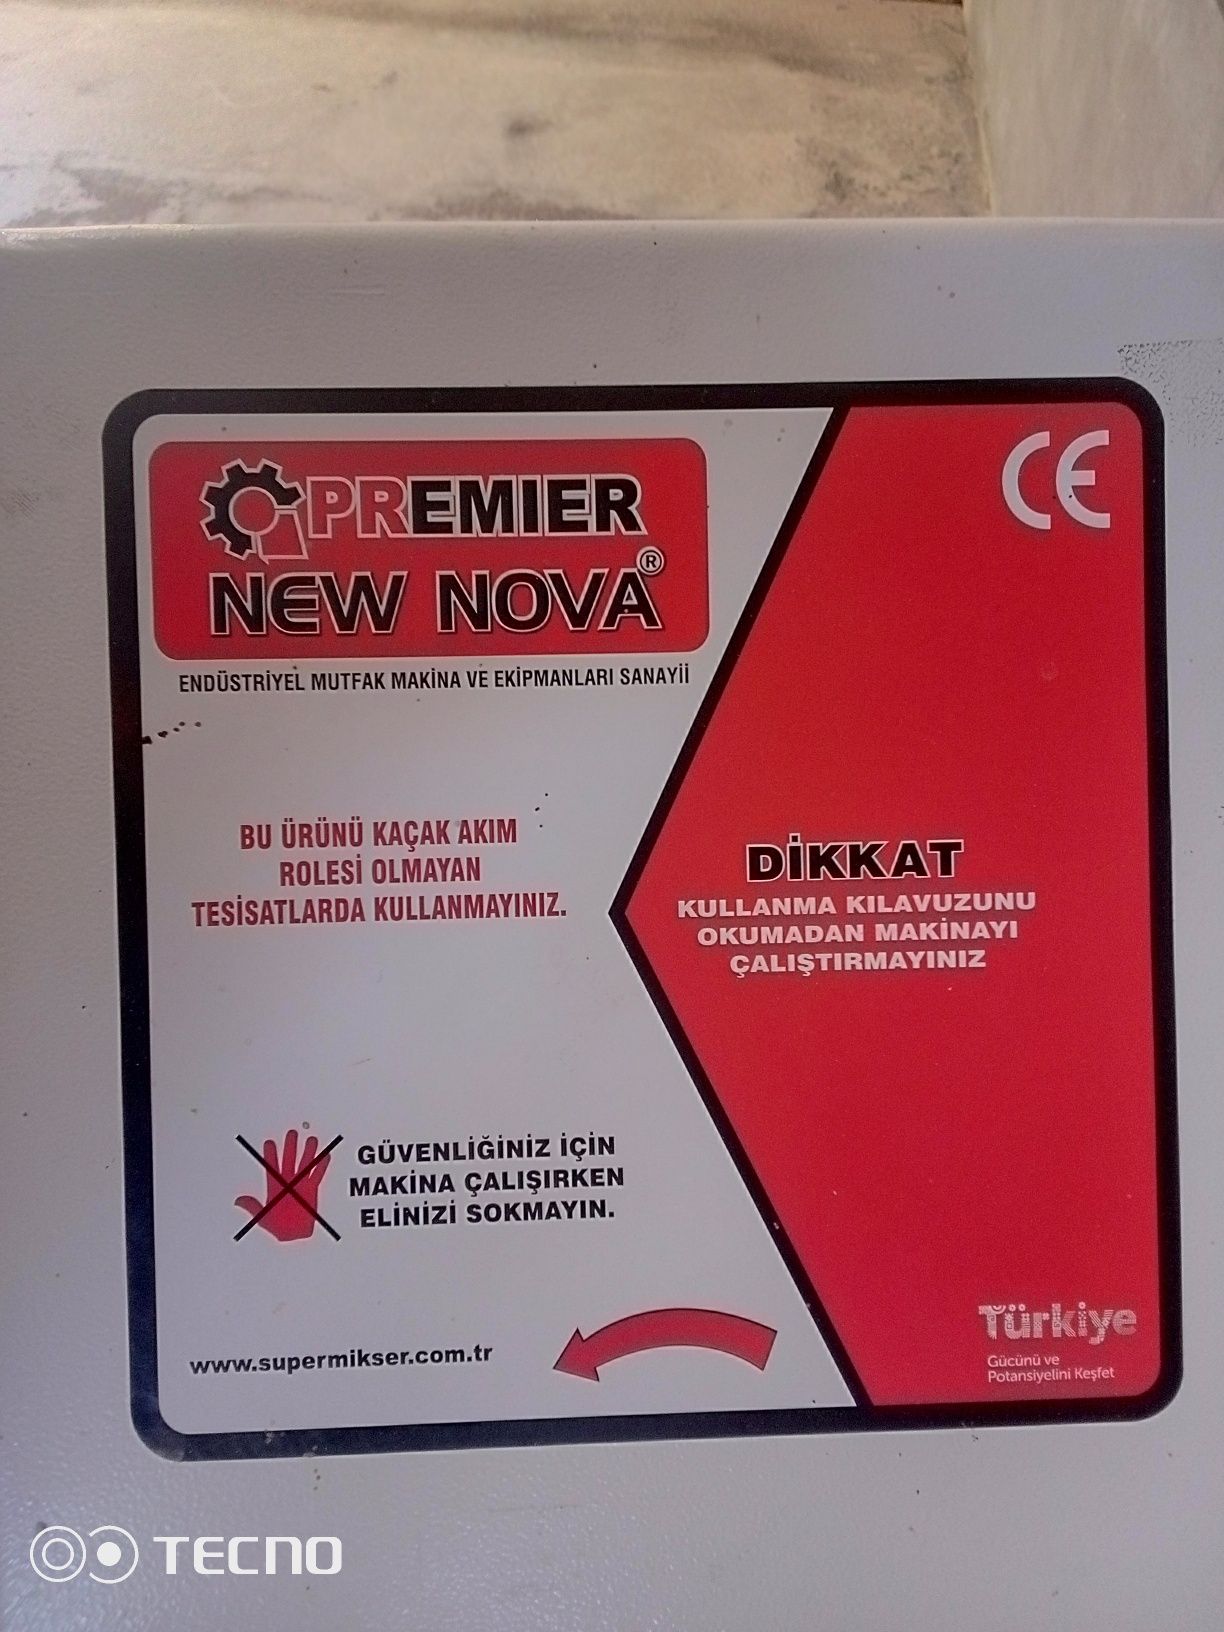 PREMIER
NEW NOVA®
ENDÜSTRİYEL MUTFAK MAKİNA VE EKİPMANLARI SANAYİİ
CE
BU ÜRÜNÜ KAÇAK AKIM
ROLESİ OLMAYAN
TESİSATLARDA KULLANMAYINIZ.
DİKKAT
KULLANMA KILAVUZUNU
OKUMADAN MAKİNAYI
ÇALIŞTIRMAYINIZ
GÜVENLİĞİNİZ İÇİN
MAKİNA ÇALIŞIRKEN
ELİNİZİ SOKMAYIN.
www.supermikser.com.tr
Türkiye
Gücünü ve
Potansiyelini Keşfet
TECNO